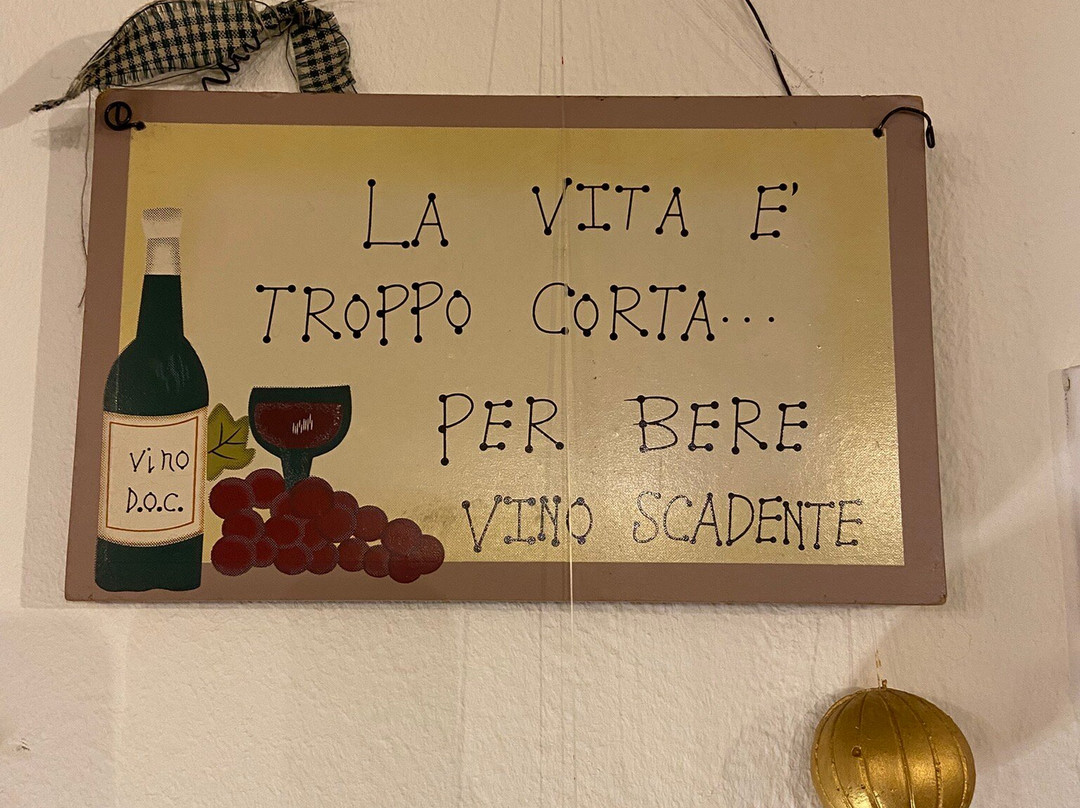 LA VITA E'
TROPPO CORTA...
PER BERE
VINO SCADENTE
vino
D.O.C.